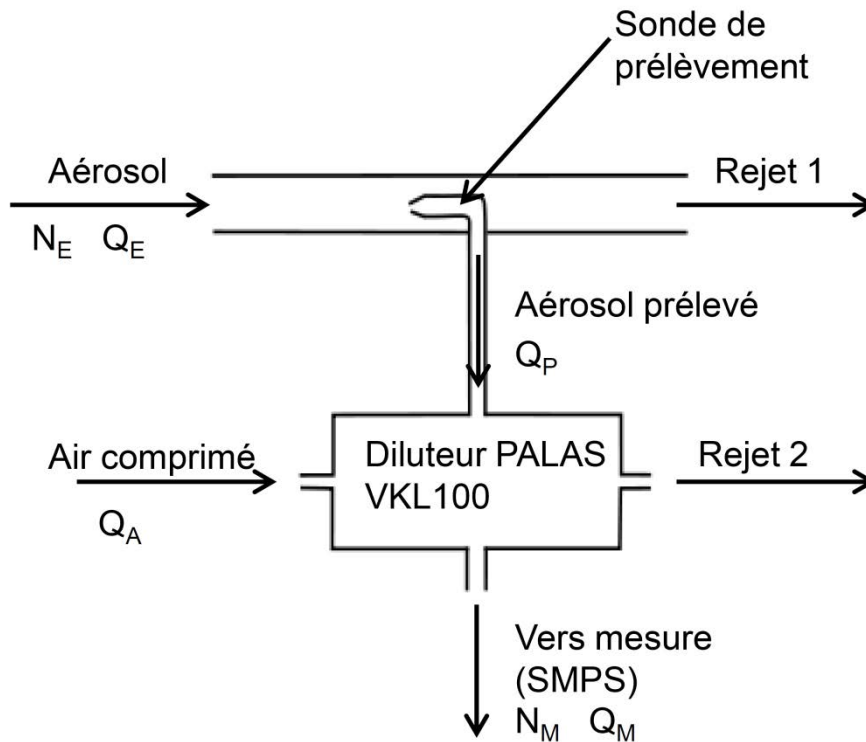 Sonde de
prélèvement
Aérosol
Rejet 1
N_E Q_E
Aérosol prélevé
Q_P
Air comprimé
Diluteur PALAS
VKL100
Rejet 2
Q_A
Vers mesure
(SMPS)
N_M Q_M